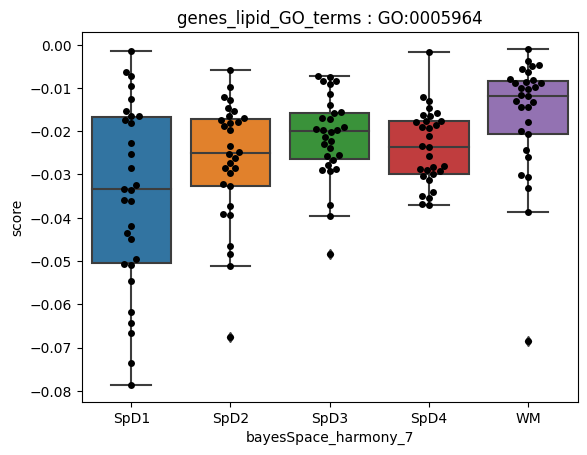 genes_lipid_GO_terms : GO:0005964
0.00
−0.01
−0.02
−0.03
−0.04
−0.05
−0.06
−0.07
−0.08
score
SpD1 SpD2 SpD3 SpD4 WM
bayesSpace_harmony_7